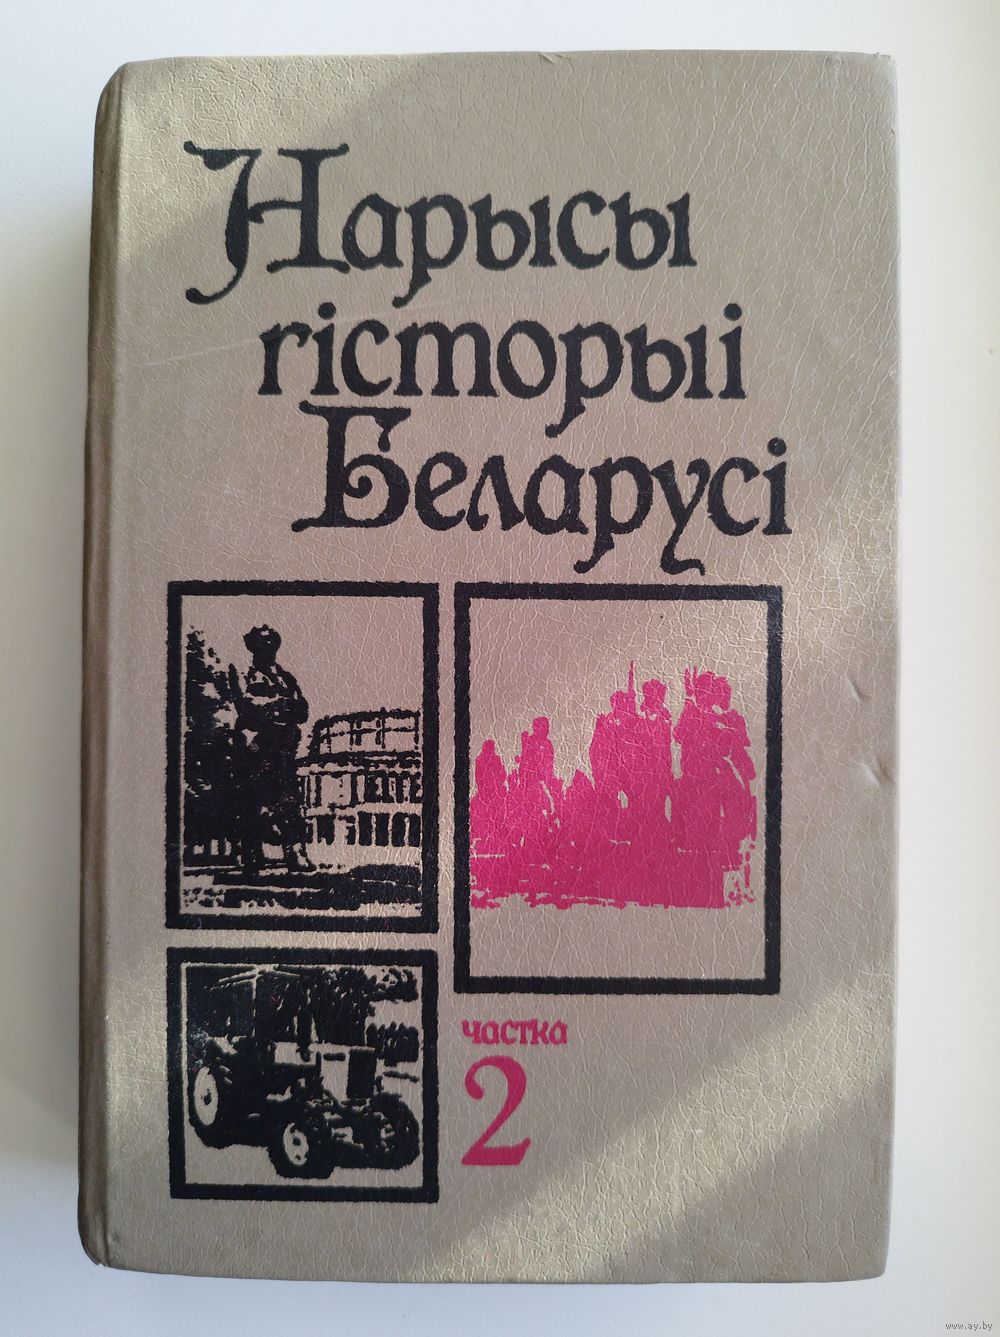 Нарысы
гісторыі
Беларусі
частка
2
www.ay.by